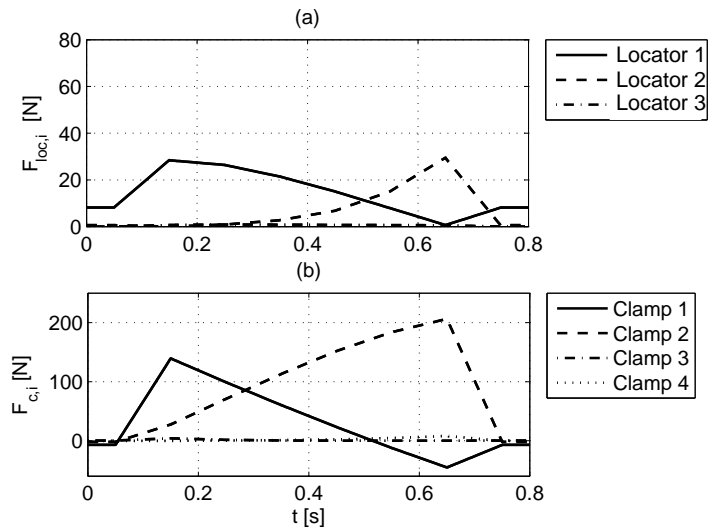 (a)
80
60
40
20
0
F_loc,i [N]
0 0.2 0.4 0.6 0.8
Locator 1
Locator 2
Locator 3
(b)
200
100
0
F_c,i [N]
0 0.2 0.4 0.6 0.8
t [s]
Clamp 1
Clamp 2
Clamp 3
Clamp 4